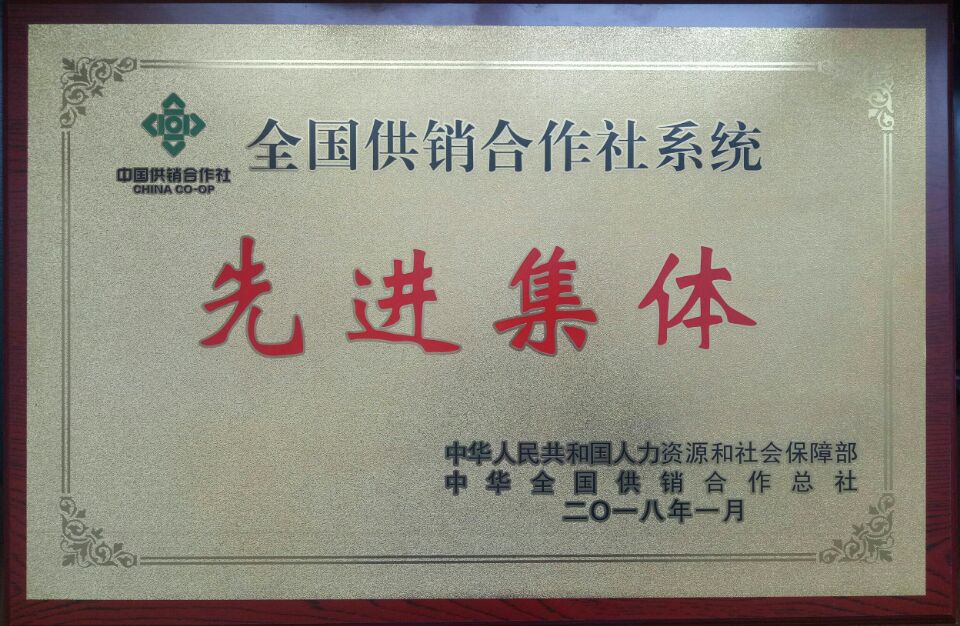 中国供销合作社
CHINA CO-OP
全国供销合作社系统
先进集体
中华人民共和国人力资源和社会保障部
中华全国供销合作总社
二〇一八年一月